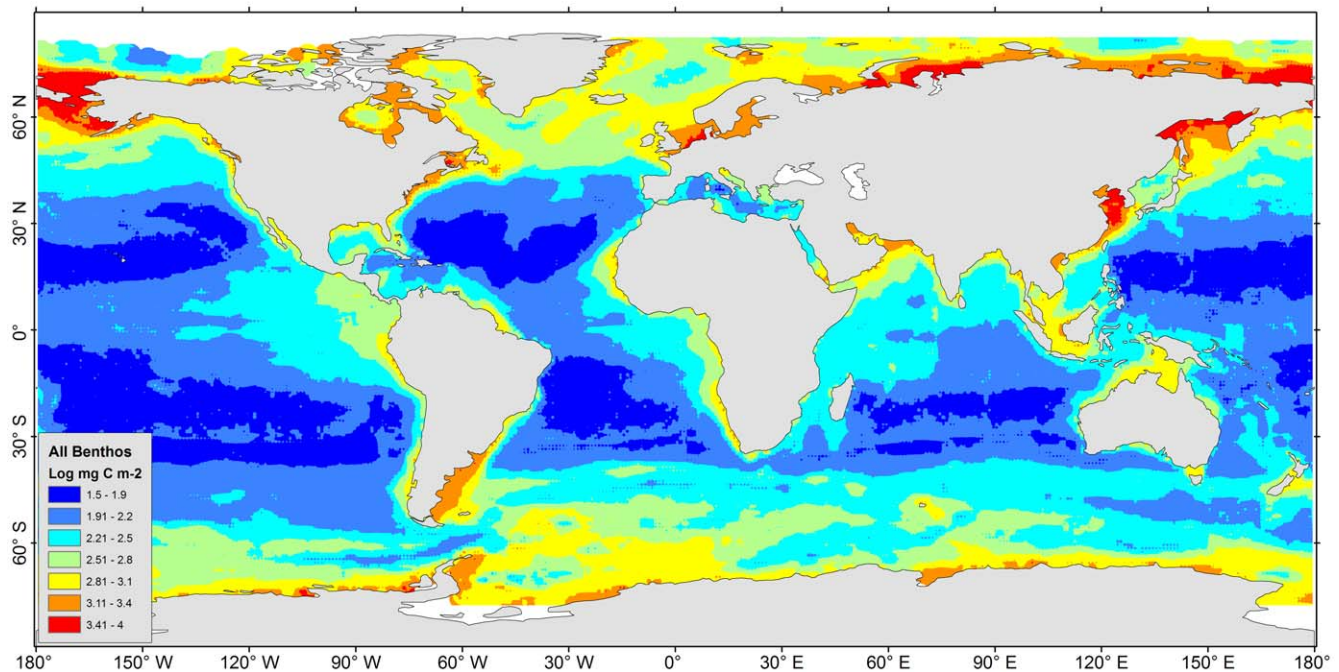 60° N
30° N
0°
30° S
60° S
All Benthos
Log mg C m-2
1.5 - 1.9
1.91 - 2.2
2.21 - 2.5
2.51 - 2.8
2.81 - 3.1
3.11 - 3.4
3.41 - 4
180° 150° W 120° W 90° W 60° W 30° W 0° 30° E 60° E 90° E 120° E 150° E 180°